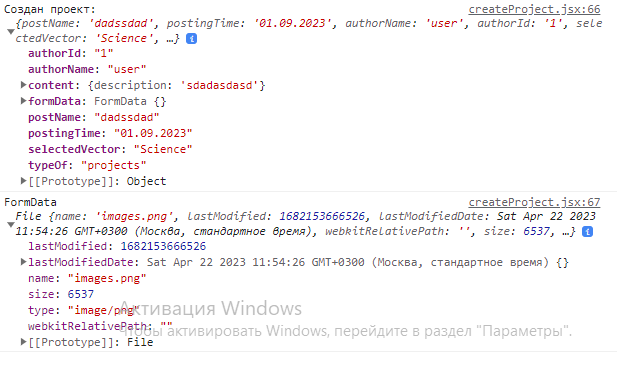 Создан проект: createProject.jsx:66
{postName: 'dadssdad', postingTime: '01.09.2023', authorName: 'user', authorId: '1', sele
ctedVector: 'Science', …}
authorId: "1"
authorName: "user"
content: {description: 'sdadasdasd'}
formData: FormData {}
postName: "dadssdad"
postingTime: "01.09.2023"
selectedVector: "Science"
typeOf: "projects"
[[Prototype]]: Object
FormData createProject.jsx:67
File {name: 'images.png', lastModified: 1682153666526, lastModifiedDate: Sat Apr 22 2023
11:54:26 GMT+0300 (Москва, стандартное время), webkitRelativePath: '', size: 6537, …}
lastModified: 1682153666526
lastModifiedDate: Sat Apr 22 2023 11:54:26 GMT+0300 (Москва, стандартное время) {}
name: "images.png"
size: 6537
type: "image/png"
Активация Windows
webkitRelativePath: ""
Чтобы активировать Windows, перейдите в раздел "Параметры".
[[Prototype]]: File